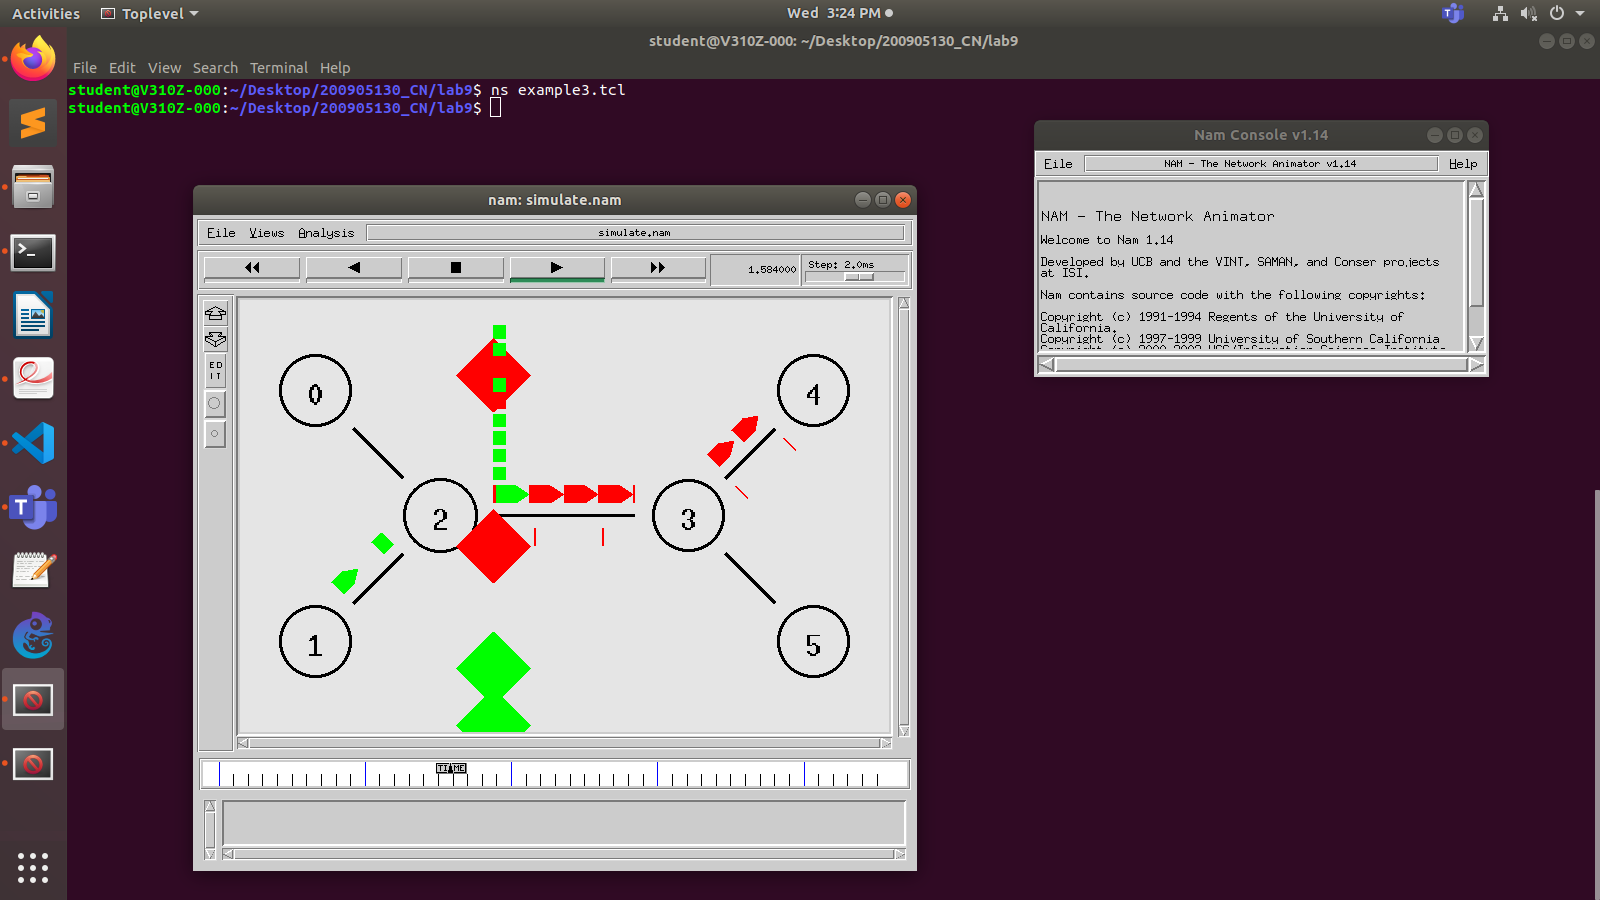 Activities Toplevel Wed 3:24 PM
student@V310Z-000: ~/Desktop/200905130_CN/lab9
File Edit View Search Terminal Help
student@V310Z-000:~/Desktop/200905130_CN/lab9$ ns example3.tcl
student@V310Z-000:~/Desktop/200905130_CN/lab9$
Nam Console v1.14
File NAM - The Network Animator v1.14 Help
NAM - The Network Animator
Welcome to Nam 1.14
Developed by UCB and the VINT, SAMAN, and Conser projects
at ISI.
Nam contains source code with the following copyrights:
Copyright (c) 1991-1994 Regents of the University of
California.
Copyright (c) 1997-1999 University of Southern California
nam: simulate.nam
File Views Analysis simulate.nam
1.584000 Step: 2.0ms
ED
IT
0
4
2
3
1
5
TIME